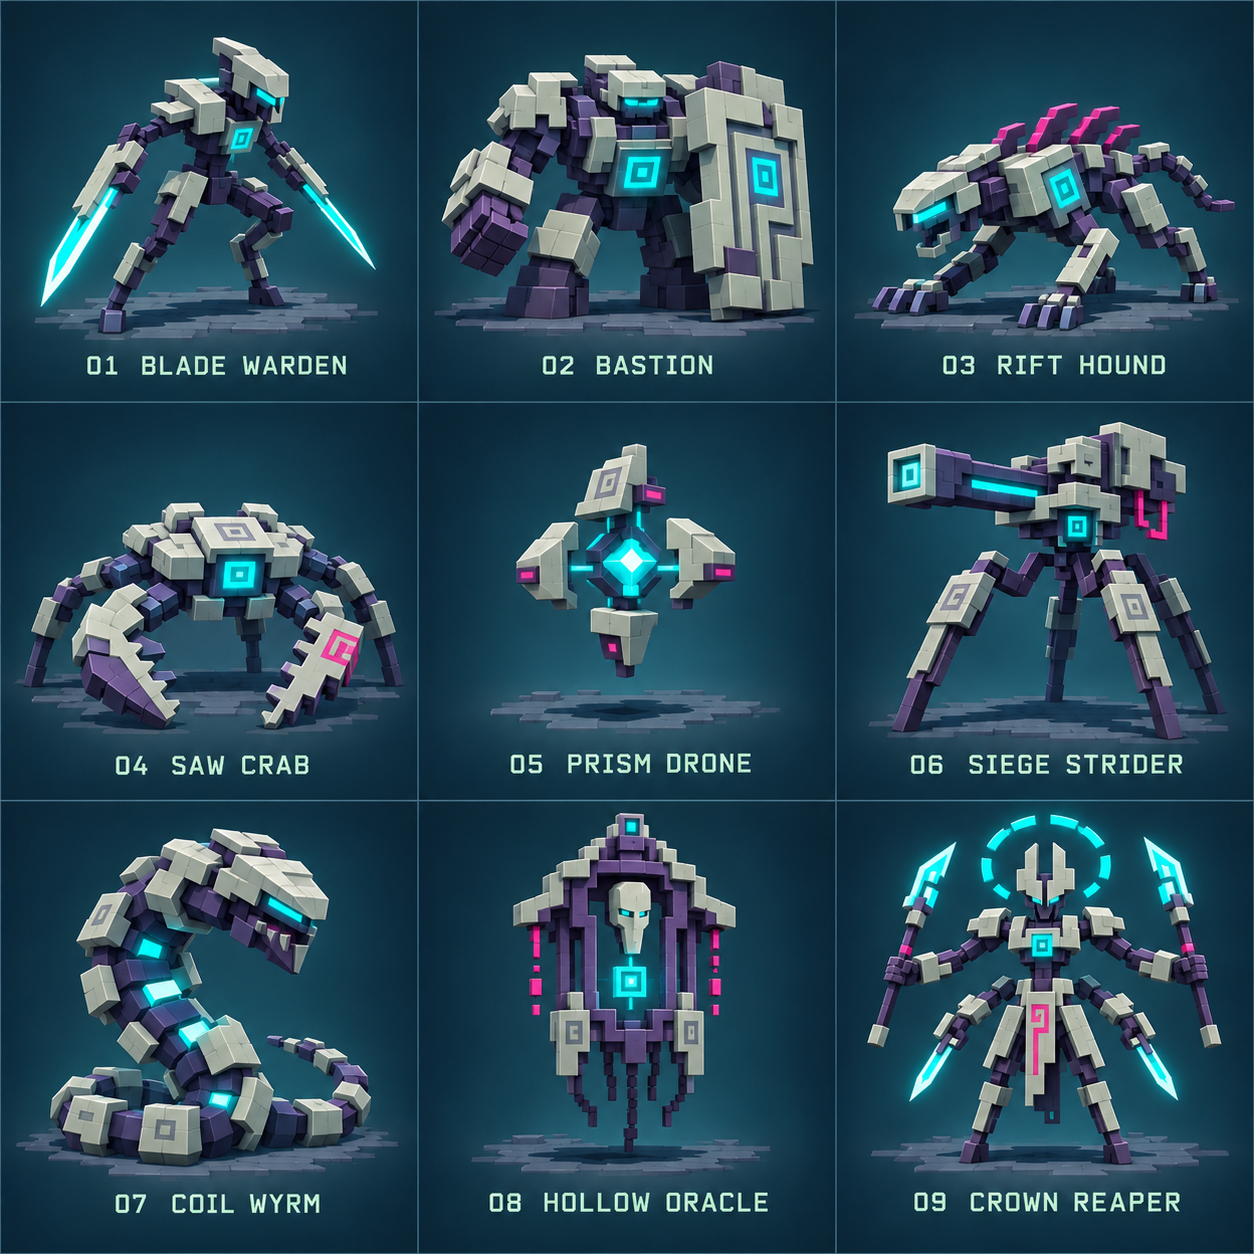 01 BLADE WARDEN
02 BASTION
03 RIFT HOUND
04 SAW CRAB
05 PRISM DRONE
06 SIEGE STRIDER
07 COIL WYRM
08 HOLLOW ORACLE
09 CROWN REAPER